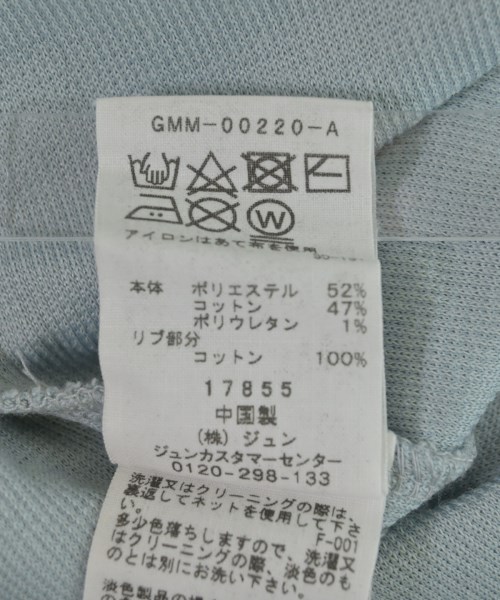 GMM-00220-A
W
アイロンはあて布を使用
本体 ポリエステル 52%
コットン 47%
ポリウレタン 1%
リブ部分
コットン 100%
17855
中国製
(株) ジュン
ジュンカスタマーセンター
0120-298-133
洗濯又はクリーニングの際は、
裏返してネットを使用して下さ
い。 F-001
多少色落ちしますので、洗濯又
はクリーニングの際、淡色のも
のとは別にお洗い下さい。